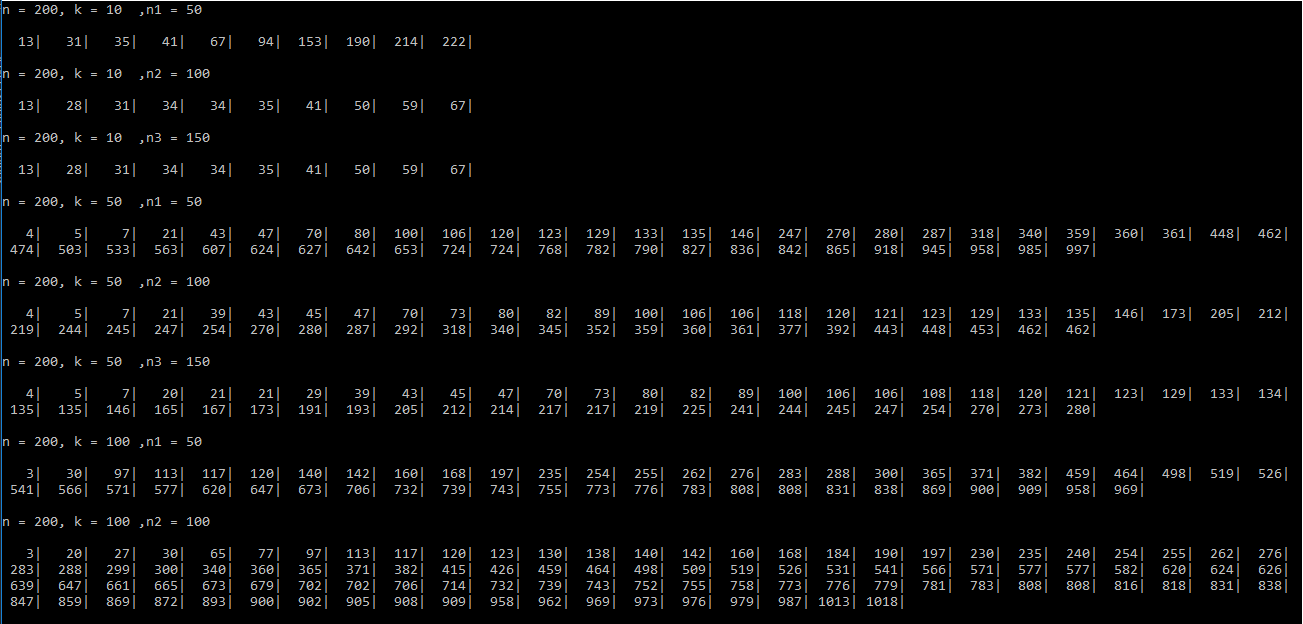 n = 200, k = 10  ,n1 = 50
13|   31|   35|   41|   67|   94|  153|  190|  214|  222|
n = 200, k = 10  ,n2 = 100
13|   28|   31|   34|   34|   35|   41|   50|   59|   67|
n = 200, k = 10  ,n3 = 150
13|   28|   31|   34|   34|   35|   41|   50|   59|   67|
n = 200, k = 50  ,n1 = 50
4|    5|    7|   21|   43|   47|   70|   80|  100|  106|  120|  123|  129|  133|  135|  146|  247|  270|  280|  287|  318|  340|  359|  360|  361|  448|  462|
474|  503|  533|  563|  607|  624|  627|  642|  653|  724|  724|  768|  782|  790|  827|  836|  842|  865|  918|  945|  958|  985|  997|
n = 200, k = 50  ,n2 = 100
4|    5|    7|   21|   39|   43|   45|   47|   70|   73|   80|   82|   89|  100|  106|  106|  118|  120|  121|  123|  129|  133|  135|  146|  173|  205|  212|
219|  244|  245|  247|  254|  270|  280|  287|  292|  318|  340|  345|  352|  359|  360|  361|  377|  392|  443|  448|  453|  462|  462|
n = 200, k = 50  ,n3 = 150
4|    5|    7|   20|   21|   21|   29|   39|   43|   45|   47|   70|   73|   80|   82|   89|  100|  106|  106|  108|  118|  120|  121|  123|  129|  133|  134|
135|  135|  146|  165|  167|  173|  191|  193|  205|  212|  214|  217|  217|  219|  225|  241|  244|  245|  247|  254|  270|  273|  280|
n = 200, k = 100 ,n1 = 50
3|   30|   97|  113|  117|  120|  140|  142|  160|  168|  197|  235|  254|  255|  262|  276|  283|  288|  300|  365|  371|  382|  459|  464|  498|  519|  526|
541|  566|  571|  577|  620|  647|  673|  706|  732|  739|  743|  755|  773|  776|  783|  808|  808|  831|  838|  869|  900|  909|  958|  969|
n = 200, k = 100 ,n2 = 100
3|   20|   27|   30|   65|   77|   97|  113|  117|  120|  123|  130|  138|  140|  142|  160|  168|  184|  190|  197|  230|  235|  240|  254|  255|  262|  276|
283|  288|  299|  300|  340|  360|  365|  371|  382|  415|  426|  459|  464|  498|  509|  519|  526|  531|  541|  566|  571|  577|  577|  582|  620|  624|  626|
639|  647|  661|  665|  673|  679|  702|  702|  706|  714|  732|  739|  743|  752|  755|  758|  773|  776|  779|  781|  783|  808|  808|  816|  818|  831|  838|
847|  859|  869|  872|  893|  900|  902|  905|  908|  909|  958|  962|  969|  973|  976|  979|  987| 1013| 1018|